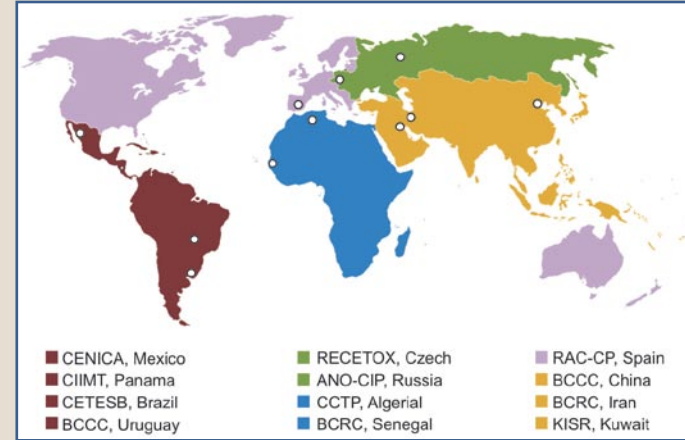 CENICA, Mexico
CIIMT, Panama
CETESB, Brazil
BCCC, Uruguay
RECETOX, Czech
ANO-CIP, Russia
CCTP, Algerial
BCRC, Senegal
RAC-CP, Spain
BCCC, China
BCRC, Iran
KISR, Kuwait